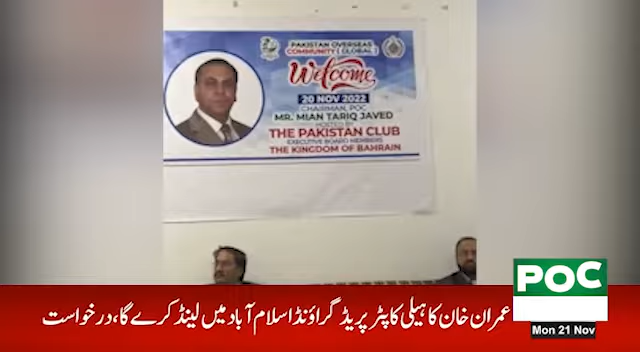 PAKISTAN OVERSEAS
COMMUNITY (GLOBAL)
Welcome
20 NOV 2022
CHAIRMAN, POC
MR. MIAN TARIQ JAVED
HOSTED BY
THE PAKISTAN CLUB
EXECUTIVE BOARD MEMBERS
THE KINGDOM OF BAHRAIN
POC
عمران خان کا ہیلی کاپٹر پریڈ گراؤنڈ اسلام آباد میں لینڈ کرے گا، درخواست
Mon 21 Nov